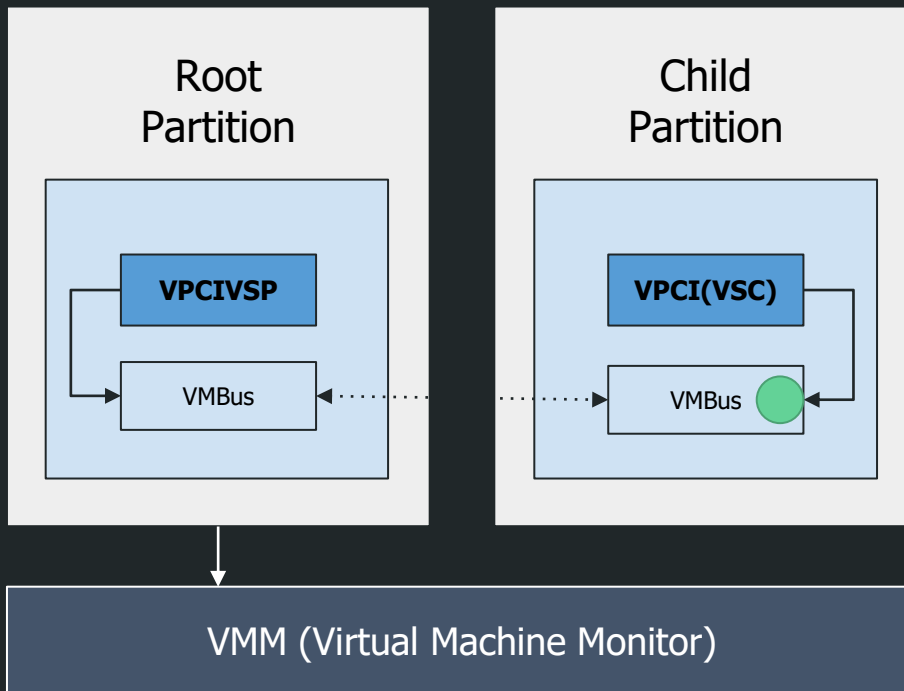 Root
Partition
Child
Partition
VPCIVSP
VPCI(VSC)
VMBus
VMBus
VMM (Virtual Machine Monitor)